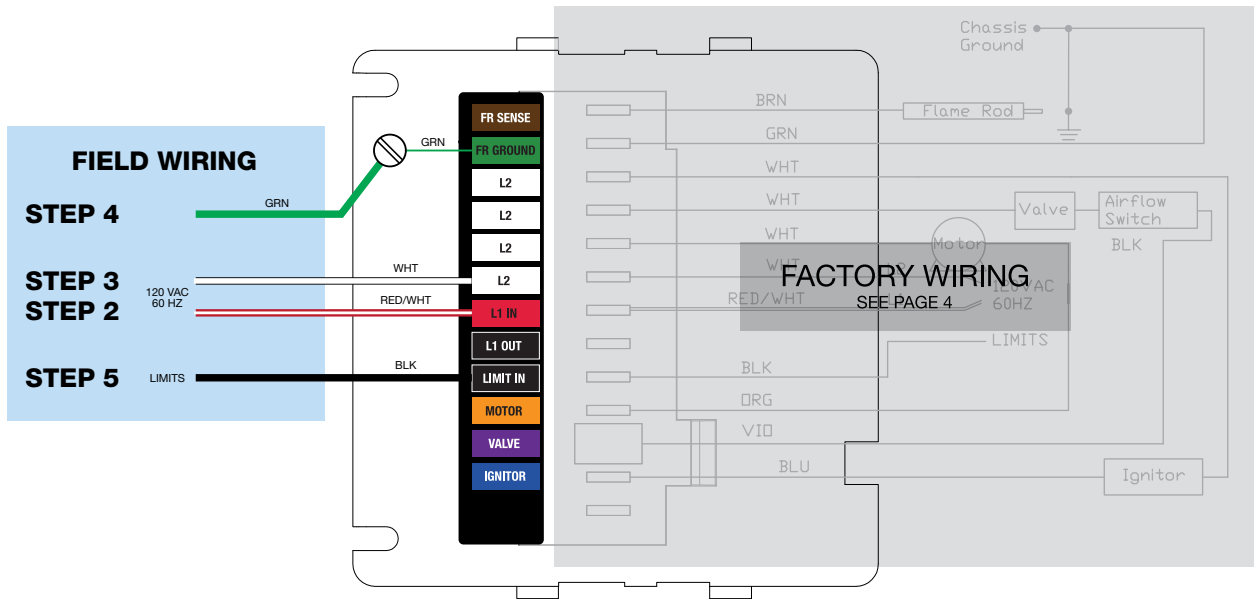 FIELD WIRING
STEP 4
GRN
GRN
STEP 3
WHT
120 VAC
60 HZ
STEP 2
RED/WHT
STEP 5
LIMITS
BLK
FR SENSE
FR GROUND
L2
L2
L2
L2
L1 IN
L1 OUT
LIMIT IN
MOTOR
VALVE
IGNITOR
Chassis
Ground
BRN
Flame Rod
GRN
WHT
WHT
Valve
Airflow
Switch
BLK
WHT
Motor
WHT
FACTORY WIRING
SEE PAGE 4
RED/WHT
120VAC
60HZ
LIMITS
BLK
ORG
VIO
BLU
Ignitor